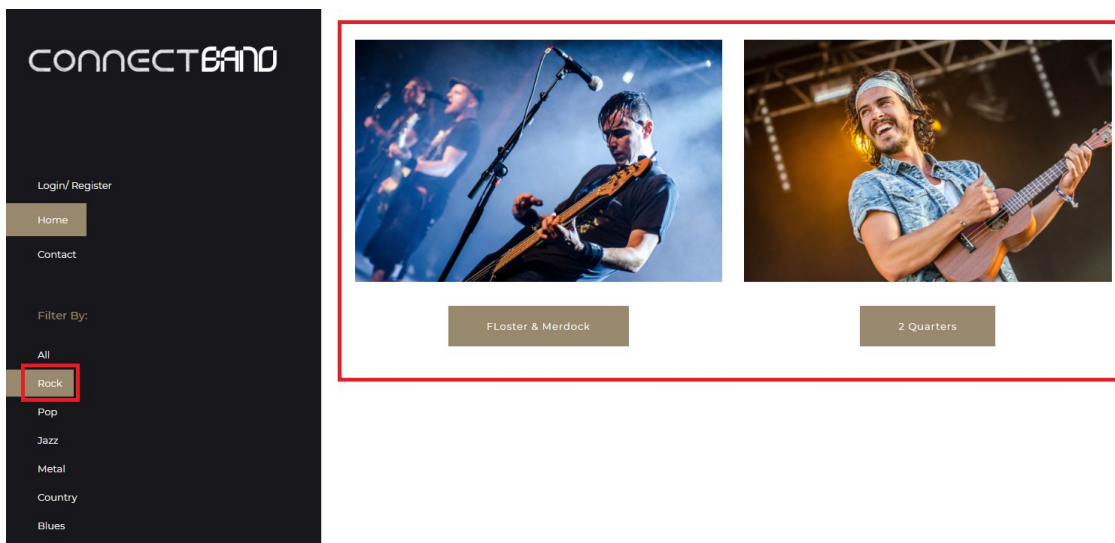 CONNECTBAND
Login/ Register
Home
Contact
Filter By:
All
Rock
Pop
Jazz
Metal
Country
Blues
FLoster & Merdock
2 Quarters